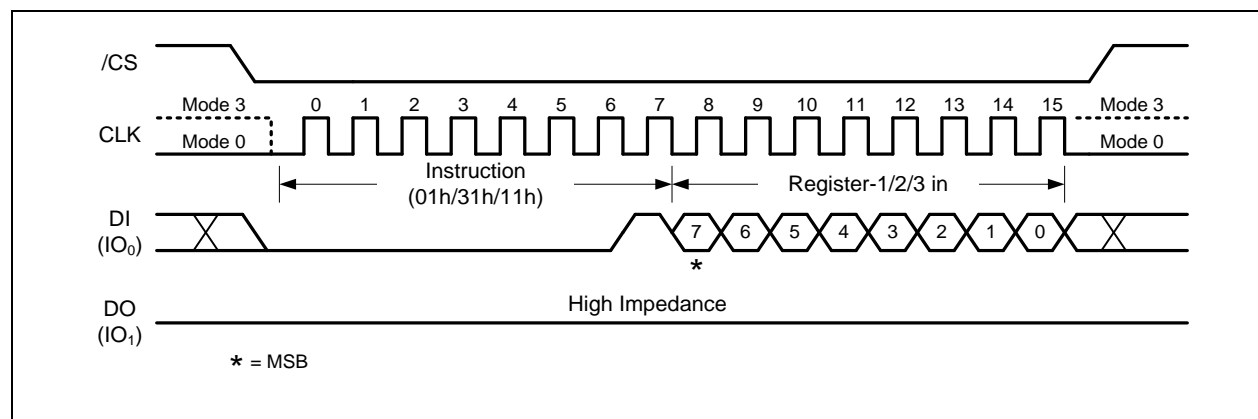 /CS
Mode 3 0 1 2 3 4 5 6 7 8 9 10 11 12 13 14 15 Mode 3
CLK
Mode 0 Mode 0
Instruction
(01h/31h/11h)
Register-1/2/3 in
DI
(IO₀)
7 6 5 4 3 2 1 0
*
High Impedance
DO
(IO₁)
* = MSB